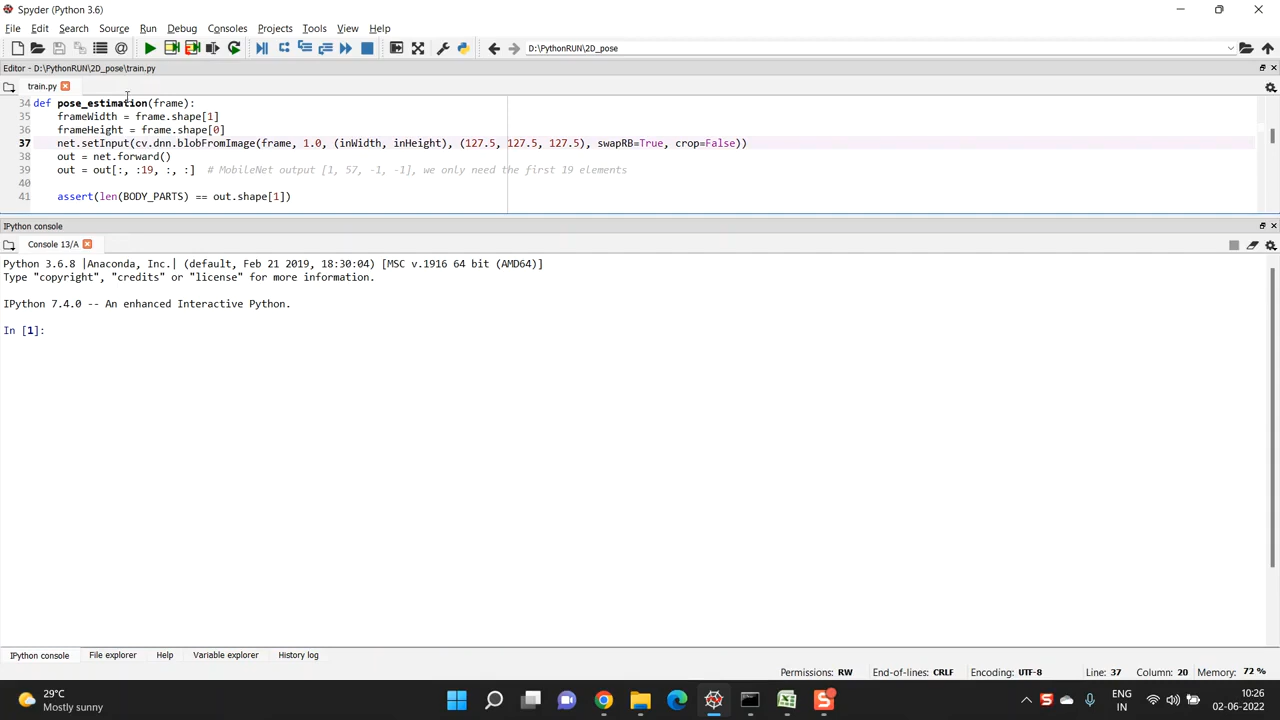 Spyder (Python 3.6)
File Edit Search Source Run Debug Consoles Projects Tools View Help
D:\PythonRUN\2D_pose
Editor - D:\PythonRUN\2D_pose\train.py
train.py
34 def pose_estimation(frame):
35 frameWidth = frame.shape[1]
36 frameHeight = frame.shape[0]
37 net.setInput(cv.dnn.blobFromImage(frame, 1.0, (inWidth, inHeight), (127.5, 127.5, 127.5), swapRB=True, crop=False))
38 out = net.forward()
39 out = out[:, :19, :, :] # MobileNet output [1, 57, -1, -1], we only need the first 19 elements
40
41 assert(len(BODY_PARTS) == out.shape[1])
IPython console
Console 13/A
Python 3.6.8 |Anaconda, Inc.| (default, Feb 21 2019, 18:30:04) [MSC v.1916 64 bit (AMD64)]
Type "copyright", "credits" or "license" for more information.
IPython 7.4.0 -- An enhanced Interactive Python.
In [1]:
IPython console File explorer Help Variable explorer History log
Permissions: RW End-of-lines: CRLF Encoding: UTF-8 Line: 37 Column: 20 Memory: 72 %
29°C
Mostly sunny
ENG
IN
10:26
02-06-2022